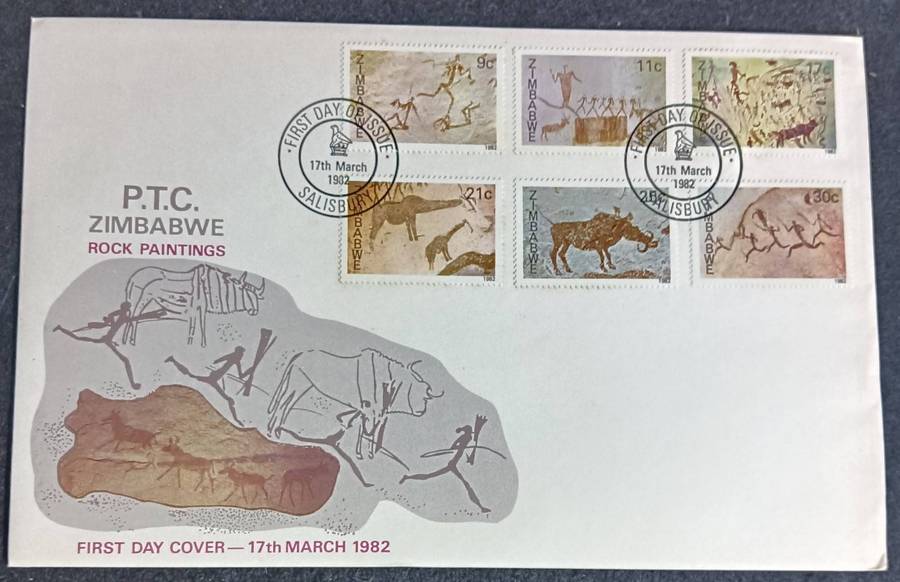 9c
ZIMBABWE
1982
11c
ZIMBABWE
17c
ZIMBABWE
1982
FIRST DAY OF ISSUE
17th March
1982
SALISBURY
FIRST DAY OF ISSUE
17th March
1982
SALISBURY
21c
ZIMBABWE
1982
25c
ZIMBABWE
1982
30c
ZIMBABWE
1982
P.T.C.
ZIMBABWE
ROCK PAINTINGS
FIRST DAY COVER — 17th MARCH 1982